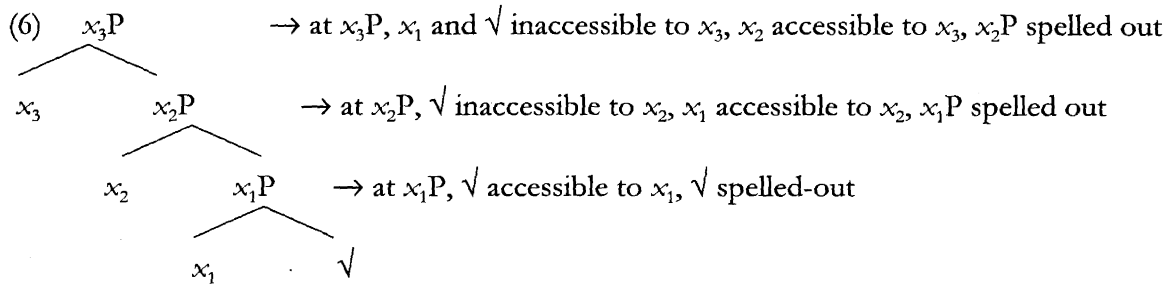 (6) x₃P → at x₃P, x₁ and √ inaccessible to x₃, x₂ accessible to x₃, x₂P spelled out
x₃ x₂P → at x₂P, √ inaccessible to x₂, x₁ accessible to x₂, x₁P spelled out
x₂ x₁P → at x₁P, √ accessible to x₁, √ spelled-out
x₁ √